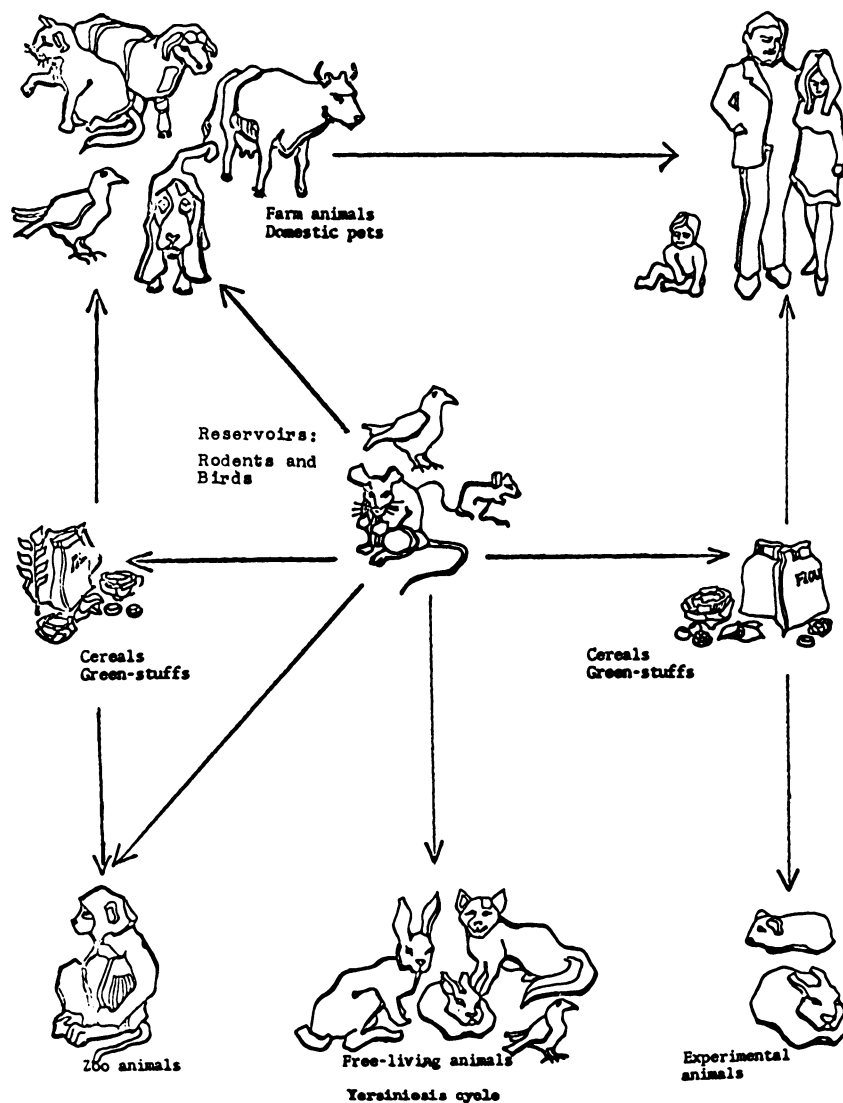 Farm animals
Domestic pets
Reservoirs:
Rodents and
Birds
Cereals
Green-stuffs
Cereals
Green-stuffs
Zoo animals
Free-living animals
Experimental
animals
Yersiniosis cycle